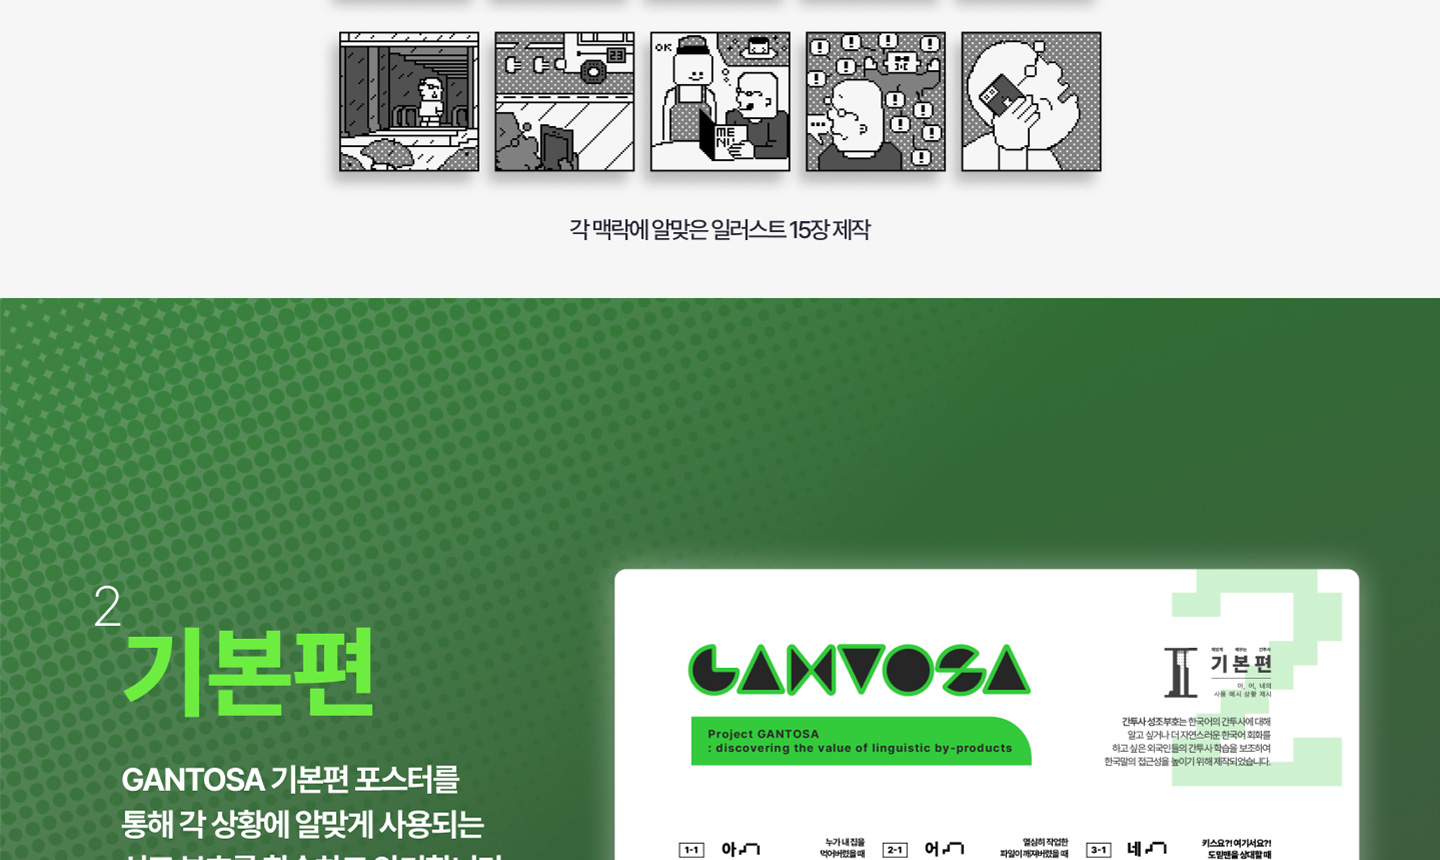 23
OK
ME
NU
각 맥락에 알맞은 일러스트 15장 제작
2
기본편
GANTOSA 기본편 포스터를
통해 각 상황에 알맞게 사용되는
GANTOSA
Project GANTOSA
: discovering the value of linguistic by-products
2
II
기본편
아, 어, 네의
사용 예시 상황 제시
간투사 성조부호는 한국어의 간투사에 대해
알고 싶거나 더 자연스러운 한국어 회화를
하고 싶은 외국인들의 간투사 학습을 보조하여
한국말의 접근성을 높이기 위해 제작되었습니다.
1-1 아
누가 내 집을
먹어버렸을 때
2-1 어
열심히 작업한
파일이 깨져버렸을 때
3-1 네
키스요?! 여기서요?!
도믿맨을 상대할 때